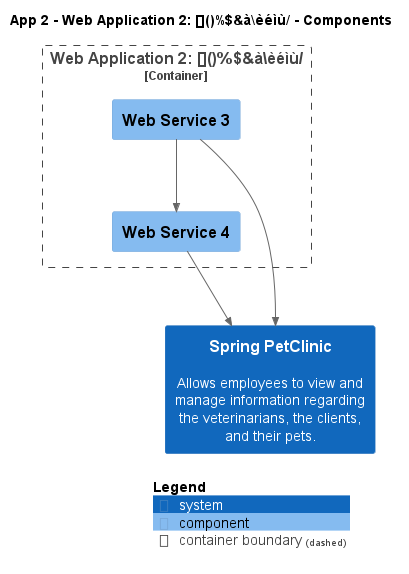 App 2 - Web Application 2: []()%$&à\èéìù/ - Components
Web Application 2: []()%$&à\èéìù/
[Container]
Web Service 3
Web Service 4
Spring PetClinic
Allows employees to view and
manage information regarding
the veterinarians, the clients,
and their pets.
Legend
system
component
container boundary (dashed)